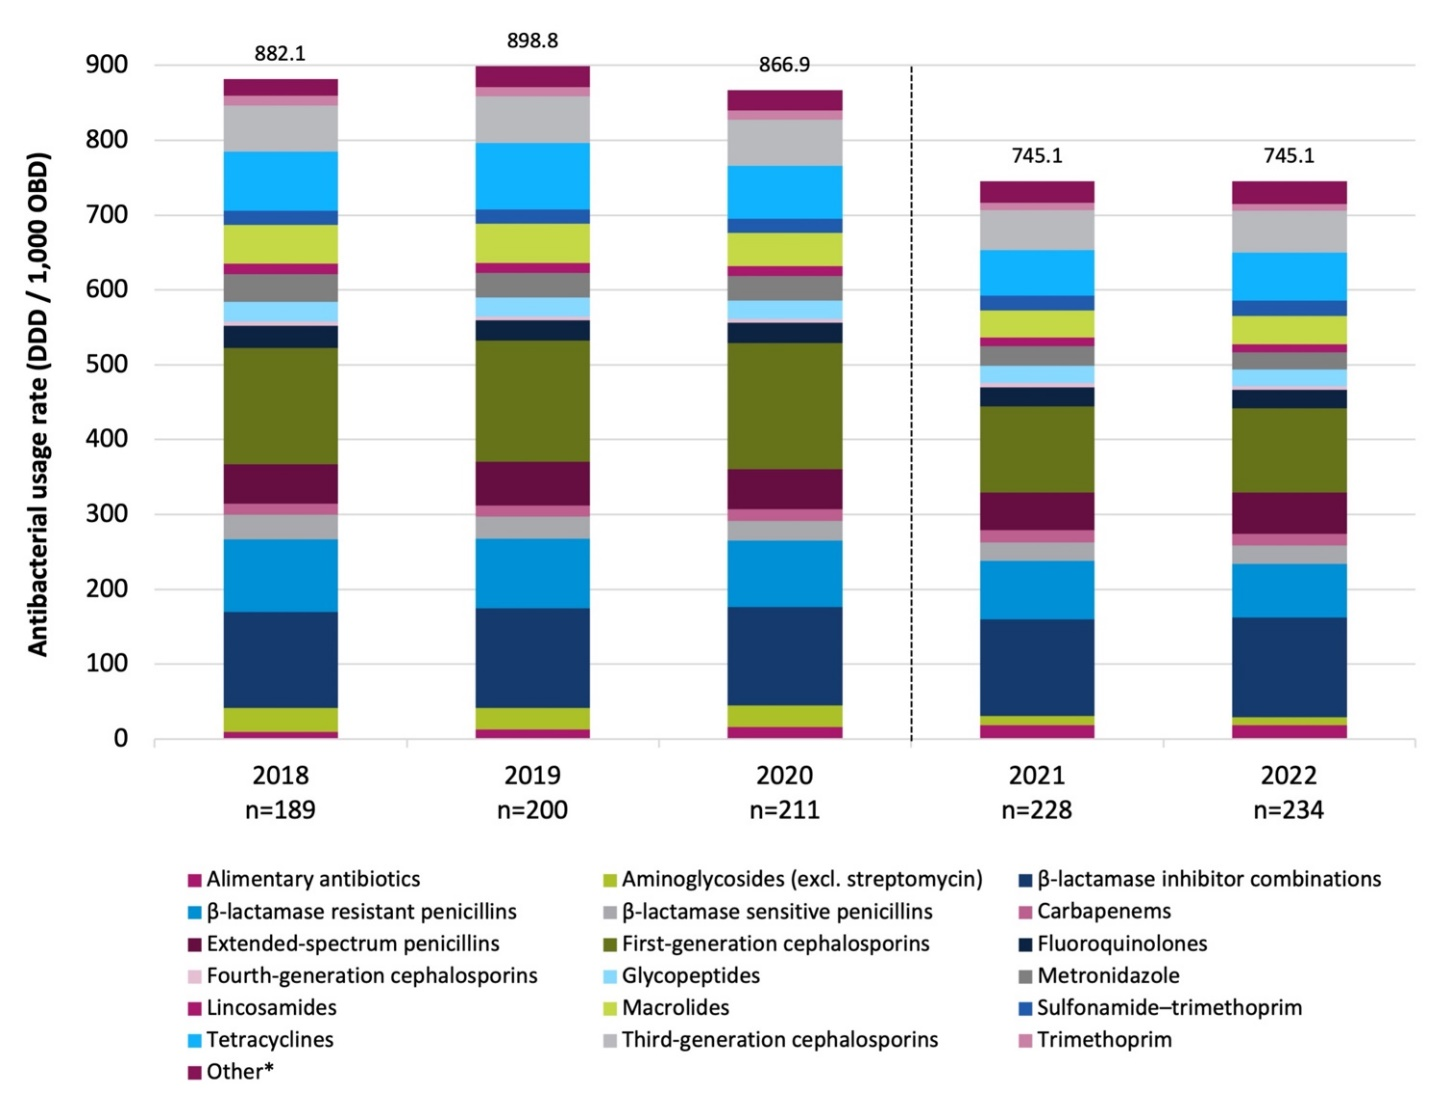 882.1
898.8
866.9
745.1
745.1
Antibacterial usage rate (DDD / 1,000 OBD)
900
800
700
600
500
400
300
200
100
0
2018
2019
2020
2021
2022
n=189
n=200
n=211
n=228
n=234
Alimentary antibiotics
Aminoglycosides (excl. streptomycin)
β-lactamase inhibitor combinations
β-lactamase resistant penicillins
β-lactamase sensitive penicillins
Carbapenems
Extended-spectrum penicillins
First-generation cephalosporins
Fluoroquinolones
Fourth-generation cephalosporins
Glycopeptides
Metronidazole
Lincosamides
Macrolides
Sulfonamide–trimethoprim
Tetracyclines
Third-generation cephalosporins
Trimethoprim
Other*